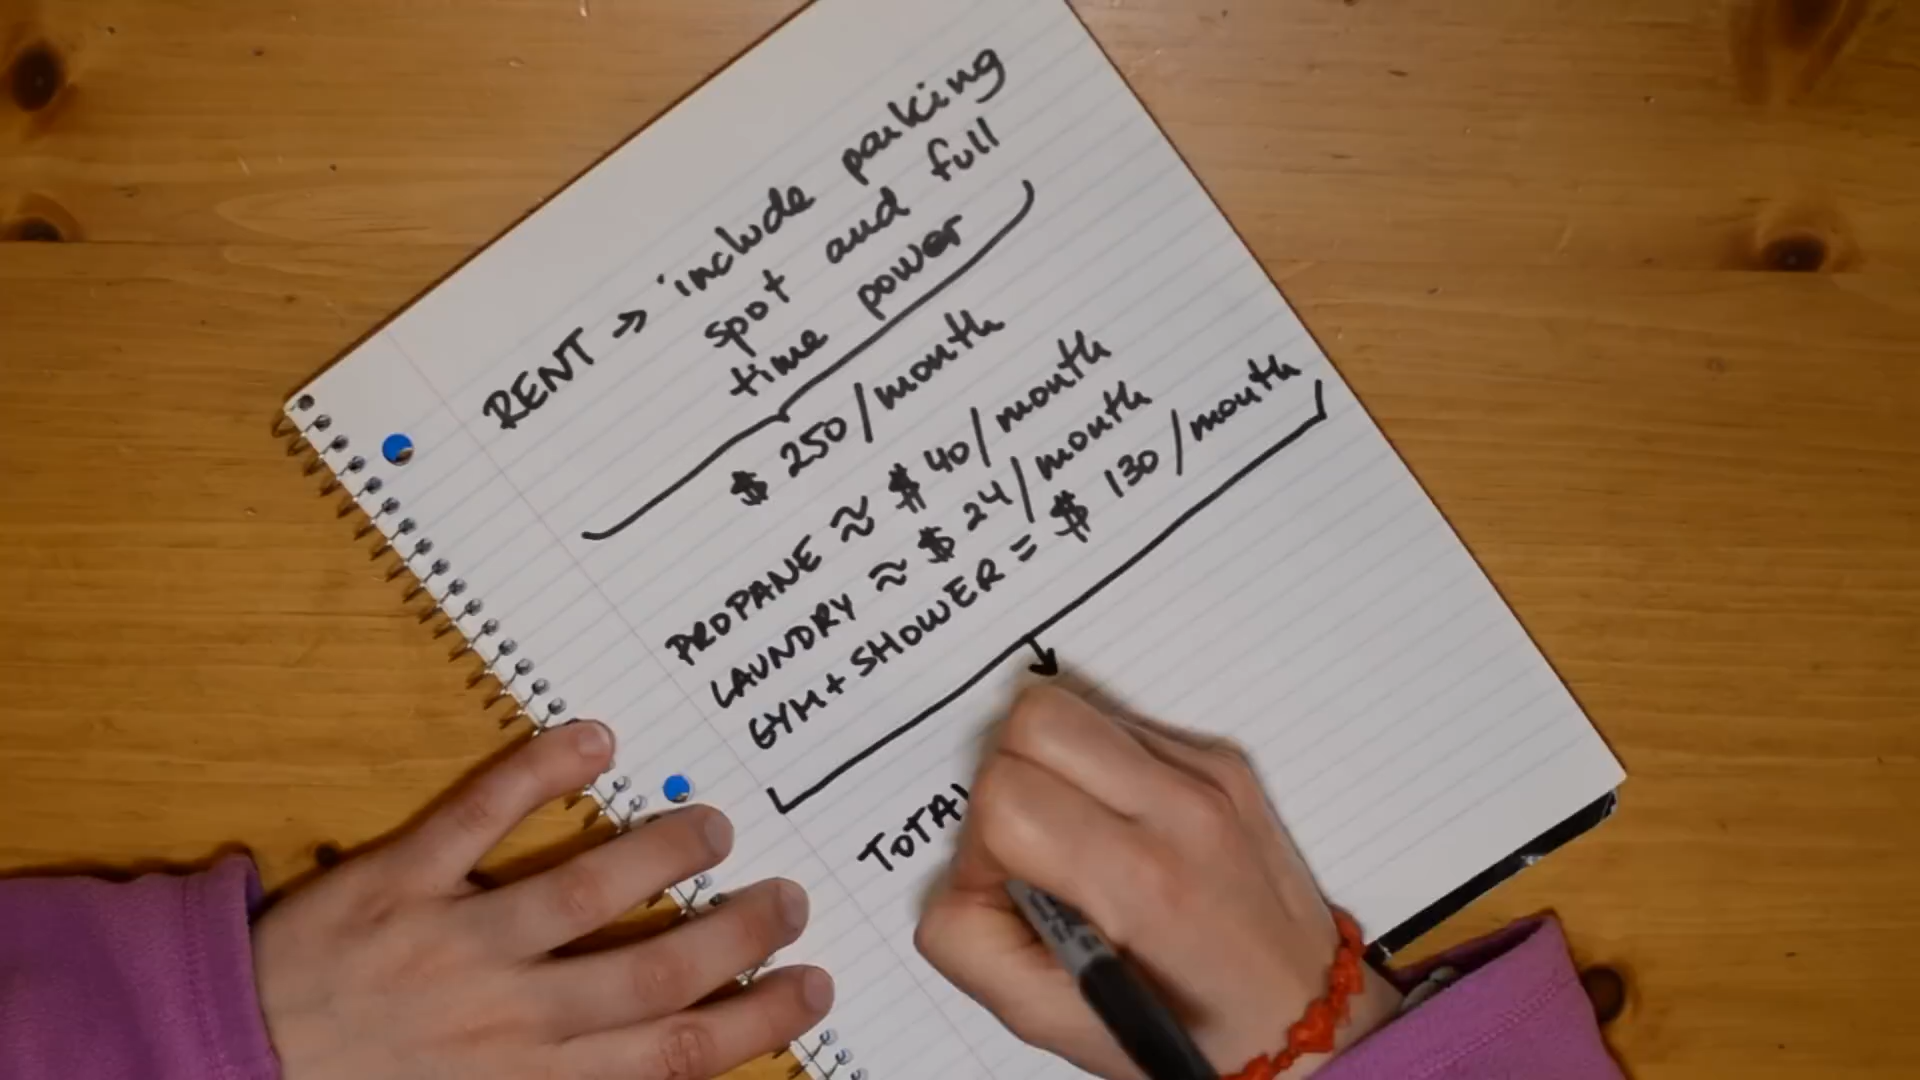 RENT → include parking
spot and full
time power
$ 250/month
PROPANE ≈ $ 40/month
LAUNDRY ≈ $ 24/month
GYM + SHOWER = $ 130/month
TOTAL